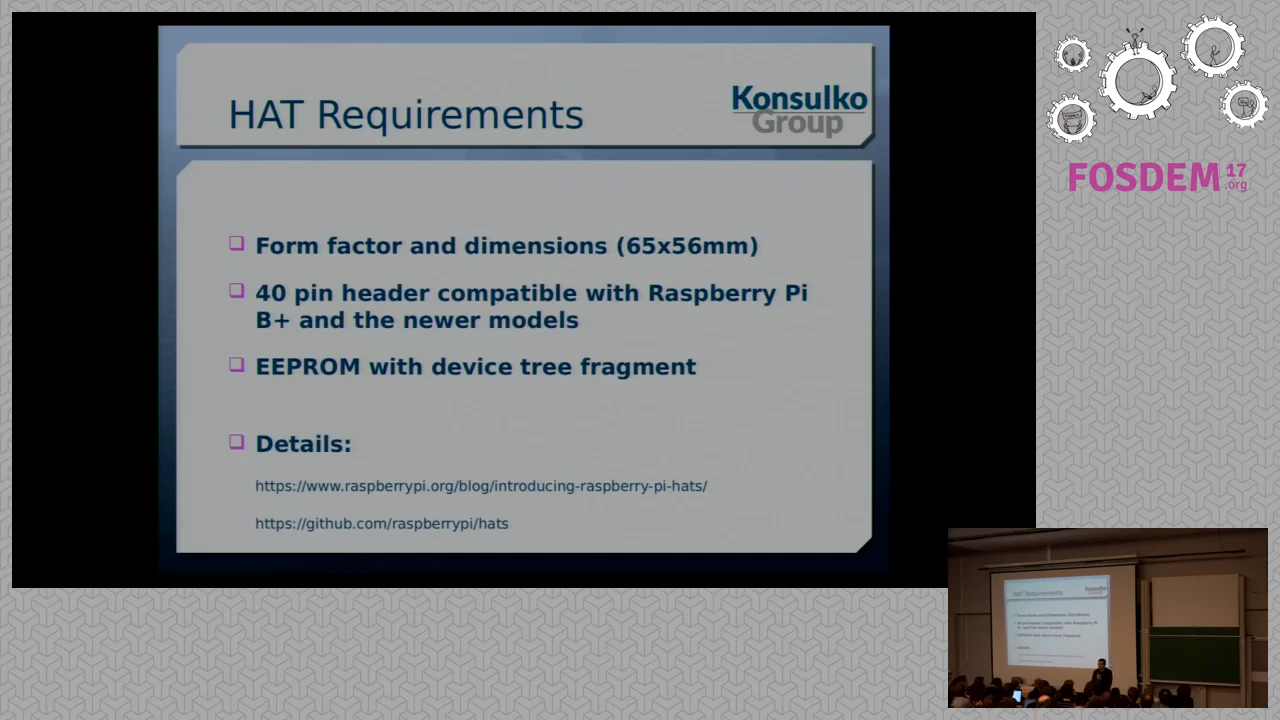 HAT Requirements
Konsulko
Group
Form factor and dimensions (65x56mm)
40 pin header compatible with Raspberry Pi
B+ and the newer models
EEPROM with device tree fragment
Details:
https://www.raspberrypi.org/blog/introducing-raspberry-pi-hats/
https://github.com/raspberrypi/hats
FOSDEM 17
.org
HAT Requirements